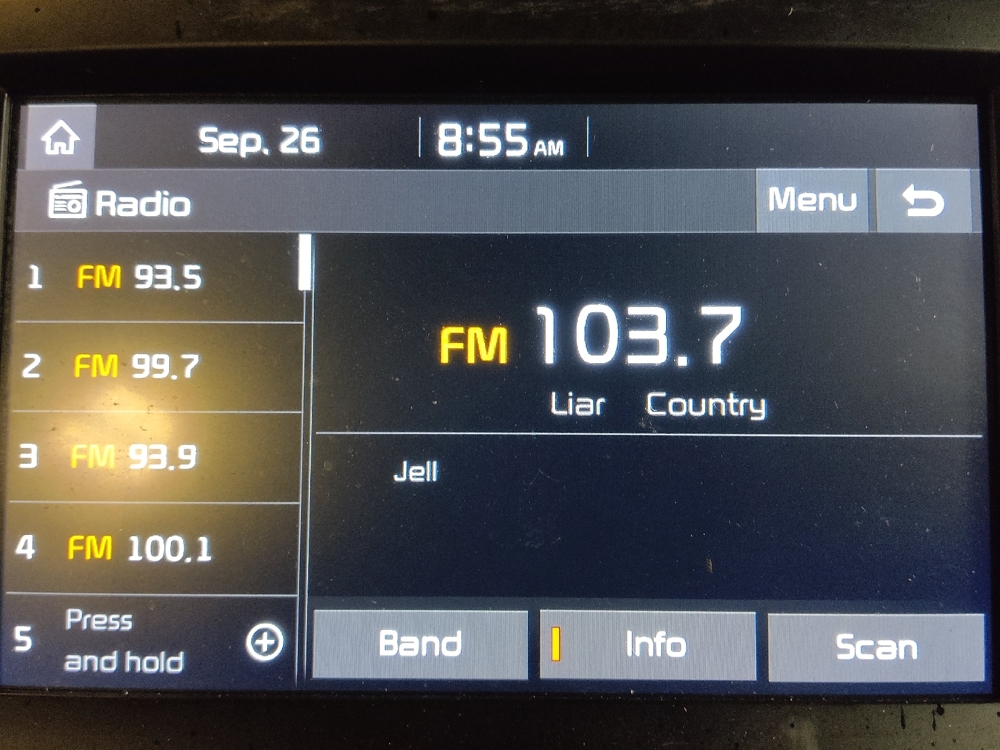 Sep. 26 8:55 AM
Radio Menu
1 FM 93.5
2 FM 99.7
3 FM 93.9
4 FM 100.1
5 Press
and hold
FM 103.7
Liar Country
Jell
Band Info Scan